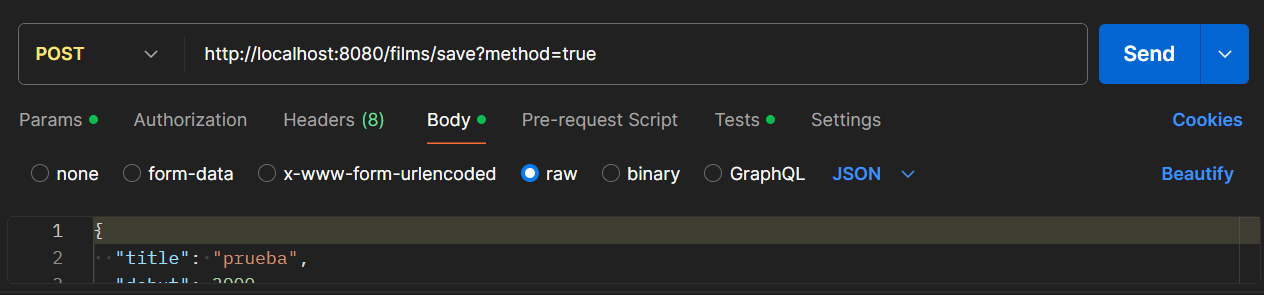 POST http://localhost:8080/films/save?method=true Send
Params Authorization Headers (8) Body Pre-request Script Tests Settings Cookies
none form-data x-www-form-urlencoded raw binary GraphQL JSON Beautify
1 {
2 "title": "prueba",